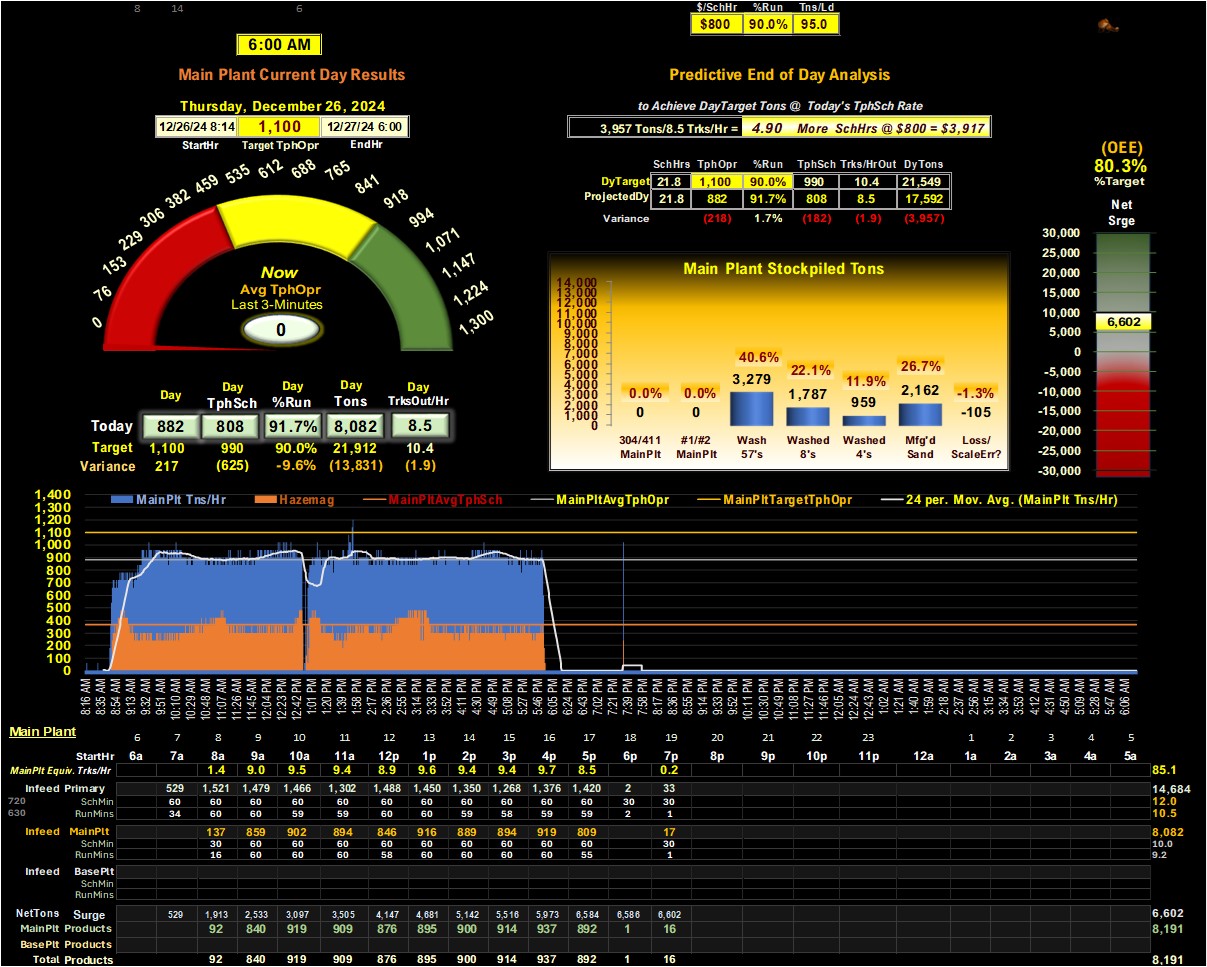 8 14 6
$/SchHr %Run Tns/Ld
$800 90.0% 95.0
6:00 AM
Main Plant Current Day Results
Predictive End of Day Analysis
Thursday, December 26, 2024
to Achieve DayTarget Tons @ Today's TphSch Rate
12/26/24 8:14 1,100 12/27/24 6:00
StartHr Target TphOpr EndHr
3,957 Tons/8.5 Trks/Hr = 4.90 More SchHrs @ $800 = $3,917
(OEE)
80.3%
%Target
SchHrs TphOpr %Run TphSch Trks/HrOut DyTons
DyTarget 21.8 1,100 90.0% 990 10.4 21,549
ProjectedDy 21.8 882 91.7% 808 8.5 17,592
Variance (218) 1.7% (182) (1.9) (3,957)
0 76 153 229 306 382 459 535 612 688 765 841 918 994 1,071 1,147 1,224 1,300
Now
Avg TphOpr
Last 3-Minutes
0
Net
Srge
30,000
25,000
20,000
15,000
10,000
6,602
5,000
0
-5,000
-10,000
-15,000
-20,000
-25,000
-30,000
Main Plant Stockpiled Tons
14,000
13,000
12,000
11,000
10,000
9,000
8,000
7,000
6,000
5,000
4,000
3,000
2,000
1,000
0
0.0% 0.0% 40.6% 22.1% 11.9% 26.7% -1.3%
0 0 3,279 1,787 959 2,162 -105
304/411 #1/#2 Wash Washed Washed Mfg'd Loss/
MainPlt MainPlt 57's 8's 4's Sand ScaleErr?
Day Day Day Day Day
TphSch %Run Tons TrksOut/Hr
Today 882 808 91.7% 8,082 8.5
Target 1,100 990 90.0% 21,912 10.4
Variance 217 (625) -9.6% (13,831) (1.9)
MainPlt Tns/Hr Hazemag MainPltAvgTphSch MainPltAvgTphOpr MainPltTargetTphOpr 24 per. Mov. Avg. (MainPlt Tns/Hr)
1,400
1,300
1,200
1,100
1,000
900
800
700
600
500
400
300
200
100
0
8:16 AM 8:35 AM 8:54 AM 9:13 AM 9:32 AM 9:51 AM 10:10 AM 10:29 AM 10:48 AM 11:07 AM 11:26 AM 11:45 AM 12:04 PM 12:23 PM 12:42 PM 1:01 PM 1:20 PM 1:39 PM 1:58 PM 2:17 PM 2:36 PM 2:55 PM 3:14 PM 3:33 PM 3:52 PM 4:11 PM 4:30 PM 4:49 PM 5:08 PM 5:27 PM 5:46 PM 6:05 PM 6:24 PM 6:43 PM 7:02 PM 7:21 PM 7:39 PM 7:58 PM 8:17 PM 8:36 PM 8:55 PM 9:14 PM 9:33 PM 9:52 PM 10:11 PM 10:30 PM 10:49 PM 11:08 PM 11:27 PM 11:46 PM 12:05 AM 12:24 AM 12:43 AM 1:02 AM 1:21 AM 1:40 AM 1:59 AM 2:18 AM 2:37 AM 2:56 AM 3:15 AM 3:34 AM 3:53 AM 4:12 AM 4:31 AM 4:50 AM 5:09 AM 5:28 AM 5:47 AM 6:06 AM
Main Plant
6 7 8 9 10 11 12 13 14 15 16 17 18 19 20 21 22 23 1 2 3 4 5
StartHr 6a 7a 8a 9a 10a 11a 12p 1p 2p 3p 4p 5p 6p 7p 8p 9p 10p 11p 12a 1a 2a 3a 4a 5a
MainPlt Equiv. Trks/Hr 1.4 9.0 9.5 9.4 8.9 9.6 9.4 9.4 9.7 8.5 0.2 85.1
Infeed Primary 529 1,521 1,479 1,466 1,302 1,488 1,450 1,350 1,268 1,376 1,420 2 33 14,684
720 SchMin 60 60 60 60 60 60 60 60 60 60 60 30 30 12.0
630 RunMins 34 60 60 59 59 60 60 59 58 60 60 2 1 10.5
Infeed MainPlt 137 859 902 894 846 916 889 894 919 809 17 8,082
SchMin 30 60 60 60 60 60 60 60 60 60 30 10.0
RunMins 16 60 60 60 58 60 60 60 60 55 1 9.2
Infeed BasePlt
SchMin
RunMins
NetTons Surge 529 1,913 2,533 3,097 3,505 4,147 4,681 5,142 5,516 5,973 6,584 6,586 6,602 6,602
MainPlt Products 92 840 919 909 876 895 900 914 937 892 1 16 8,191
BasePlt Products
Total Products 92 840 919 909 876 895 900 914 937 892 1 16 8,191